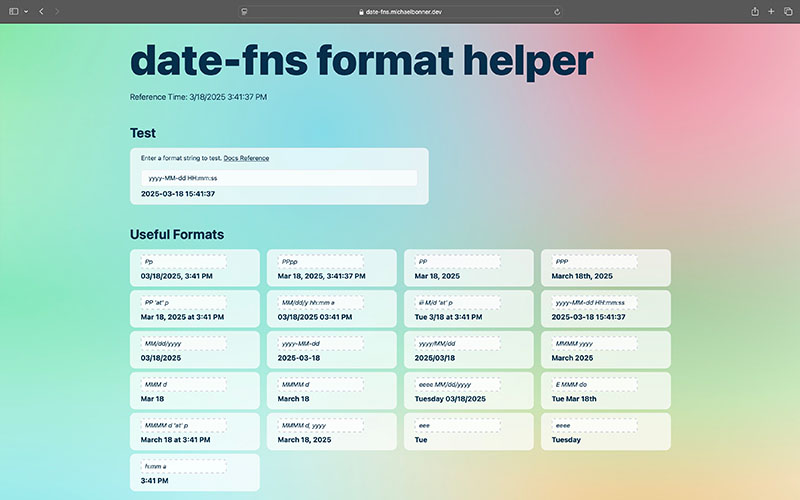 date-fns.michaelbonner.dev
date-fns format helper
Reference Time: 3/18/2025 3:41:37 PM
Test
Enter a format string to test. Docs Reference
yyyy-MM-dd HH:mm:ss
2025-03-18 15:41:37
Useful Formats
Pp
03/18/2025, 3:41 PM
PPpp
Mar 18, 2025, 3:41:37 PM
PP
Mar 18, 2025
PPP
March 18th, 2025
PP 'at' p
Mar 18, 2025 at 3:41 PM
MM/dd/y hh:mm a
03/18/2025 03:41 PM
iii M/d 'at' p
Tue 3/18 at 3:41 PM
yyyy-MM-dd HH:mm:ss
2025-03-18 15:41:37
MM/dd/yyyy
03/18/2025
yyyy-MM-dd
2025-03-18
yyyy/MM/dd
2025/03/18
MMMM yyyy
March 2025
MMM d
Mar 18
MMMM d
March 18
eeee MM/dd/yyyy
Tuesday 03/18/2025
E MMM do
Tue Mar 18th
MMMM d 'at' p
March 18 at 3:41 PM
MMMM d, yyyy
March 18, 2025
eee
Tue
eeee
Tuesday
h:mm a
3:41 PM